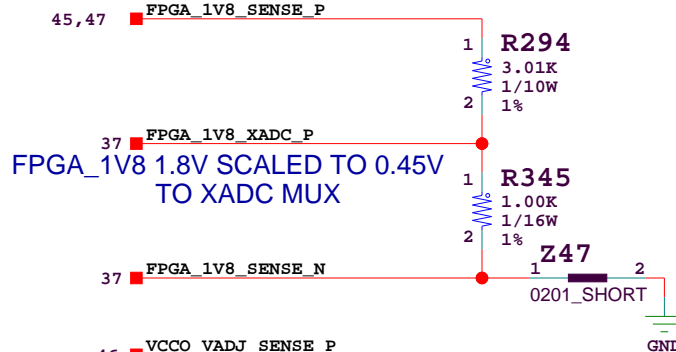 45,47 FPGA_1V8_SENSE_P
1 R294
3.01K
1/10W
2 1%
37 FPGA_1V8_XADC_P
FPGA_1V8 1.8V SCALED TO 0.45V
TO XADC MUX
1 R345
1.00K
1/16W
2 1%
Z47
37 FPGA_1V8_SENSE_N 1 2
0201_SHORT
GND
VCCO_VADJ_SENSE_P